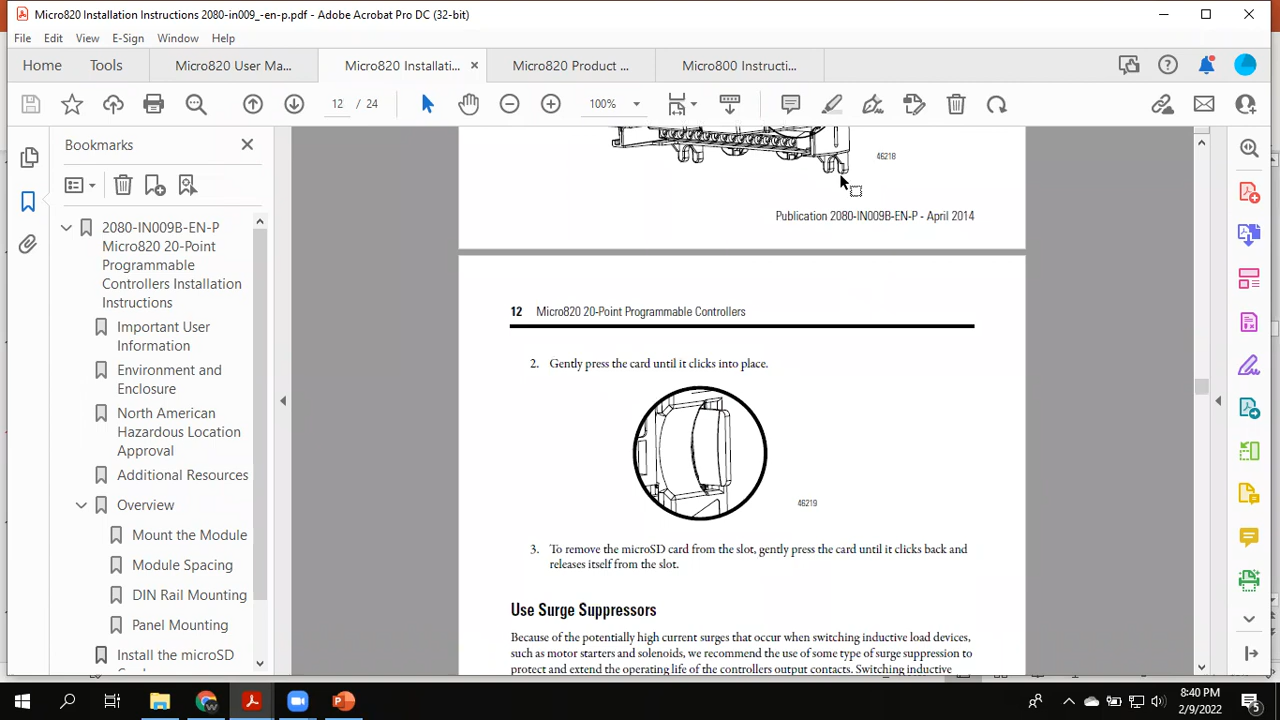 Micro820 Installation Instructions 2080-in009_-en-p.pdf - Adobe Acrobat Pro DC (32-bit)
File Edit View E-Sign Window Help
Home Tools Micro820 User Ma... Micro820 Installati... × Micro820 Product ... Micro800 Instructi...
12 / 24 100%
Bookmarks
2080-IN009B-EN-P
Micro820 20-Point
Programmable
Controllers Installation
Instructions
Important User
Information
Environment and
Enclosure
North American
Hazardous Location
Approval
Additional Resources
Overview
Mount the Module
Module Spacing
DIN Rail Mounting
Panel Mounting
Install the microSD
46218
Publication 2080-IN009B-EN-P - April 2014
12 Micro820 20-Point Programmable Controllers
2. Gently press the card until it clicks into place.
46219
3. To remove the microSD card from the slot, gently press the card until it clicks back and
releases itself from the slot.
Use Surge Suppressors
Because of the potentially high current surges that occur when switching inductive load devices,
such as motor starters and solenoids, we recommend the use of some type of surge suppression to
protect and extend the operating life of the controllers output contacts. Switching inductive
8:40 PM
2/9/2022
5